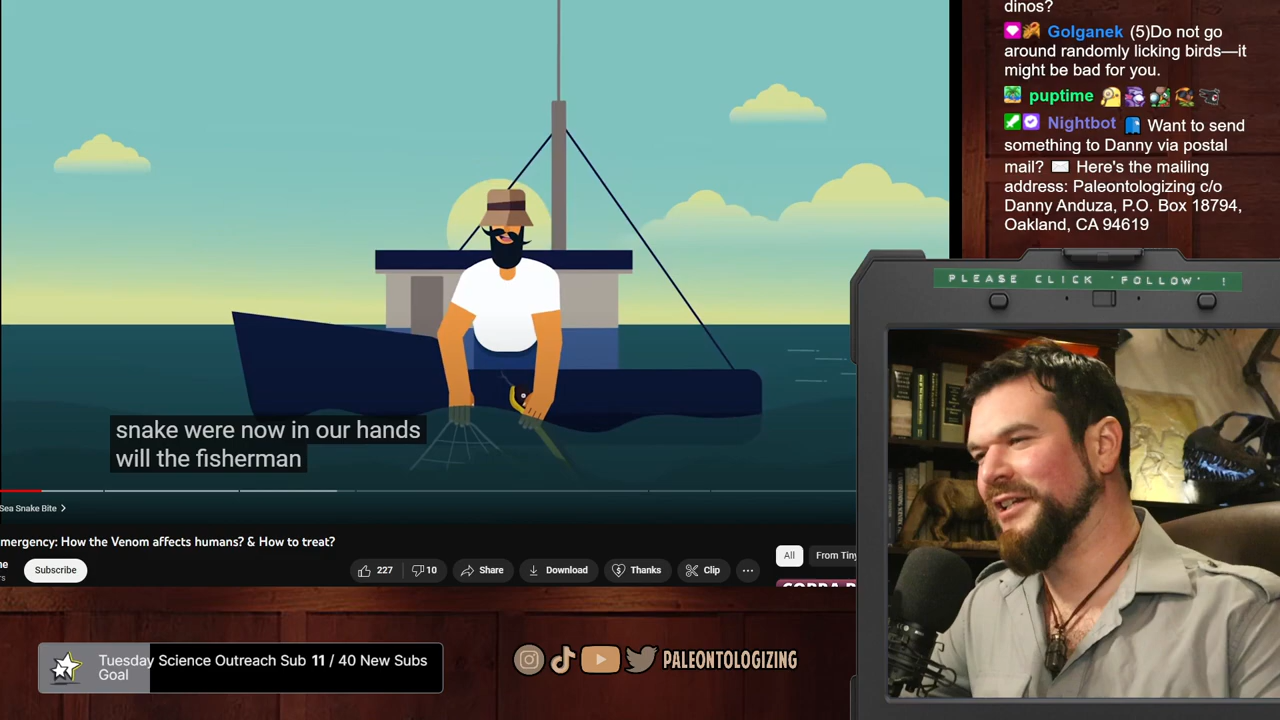 dinos?
Golganek (5)Do not go
around randomly licking birds—it
might be bad for you.
puptime
Nightbot Want to send
something to Danny via postal
mail? Here's the mailing
address: Paleontologizing c/o
Danny Anduza, P.O. Box 18794,
Oakland, CA 94619
PLEASE CLICK 'FOLLOW' !
snake were now in our hands
will the fisherman
Sea Snake Bite
mergency: How the Venom affects humans? & How to treat?
Subscribe
227
10
Share
Download
Thanks
Clip
All
From Tiny
Tuesday Science Outreach Sub 11 / 40 New Subs
Goal
PALEONTOLOGIZING